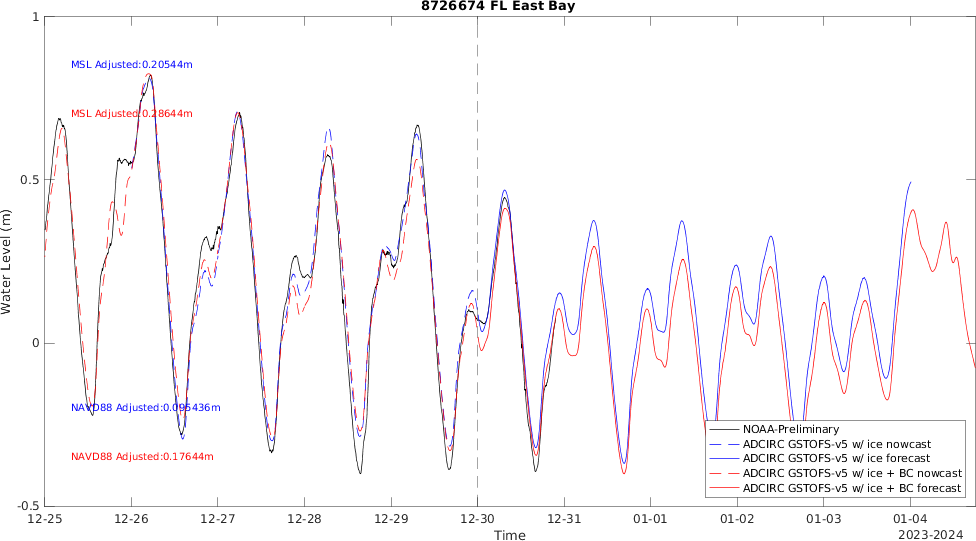 8726674 FL East Bay
1
MSL Adjusted:0.20544m
MSL Adjusted:0.28644m
0.5
Water Level (m)
0
NAVD88 Adjusted:0.095436m
NAVD88 Adjusted:0.17644m
NOAA-Preliminary
ADCIRC GSTOFS-v5 w/ ice nowcast
ADCIRC GSTOFS-v5 w/ ice forecast
ADCIRC GSTOFS-v5 w/ ice + BC nowcast
ADCIRC GSTOFS-v5 w/ ice + BC forecast
-0.5
12-25 12-26 12-27 12-28 12-29 12-30 12-31 01-01 01-02 01-03 01-04
Time
2023-2024